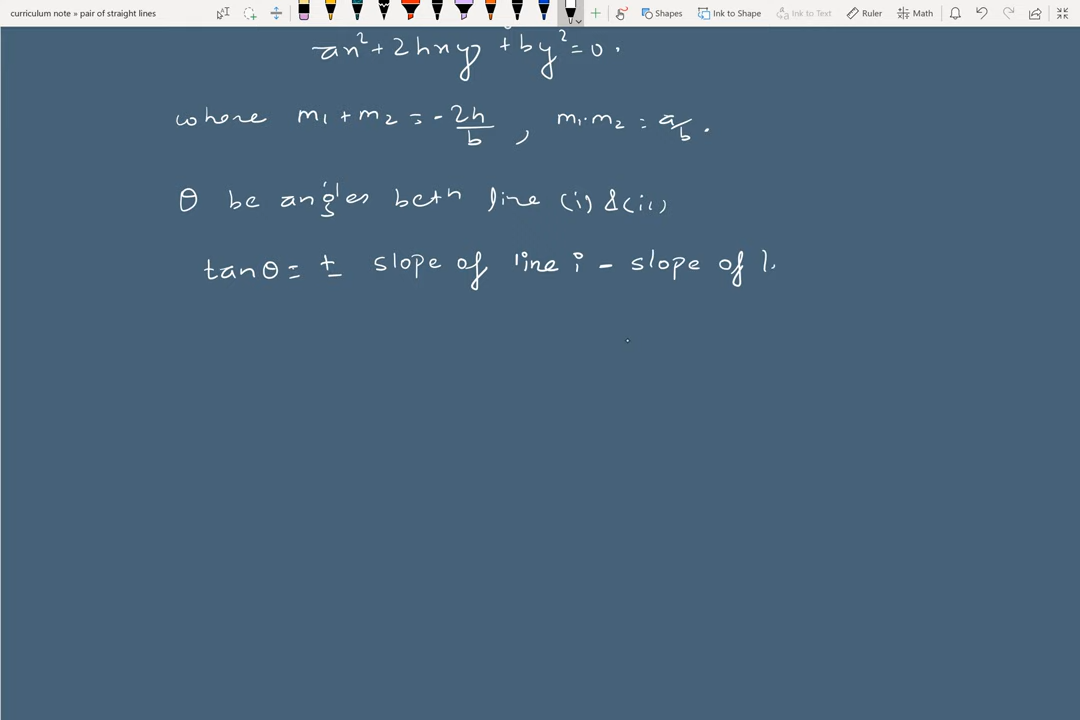 curriculum note » pair of straight lines
Shapes Ink to Shape Ink to Text Ruler Math
ax² + 2hxy + by² = 0.
where m₁ + m₂ = - 2h/b , m₁.m₂ = a/b.
θ be angles beth line (i) & (ii)
tanθ = ± slope of line i - slope of l